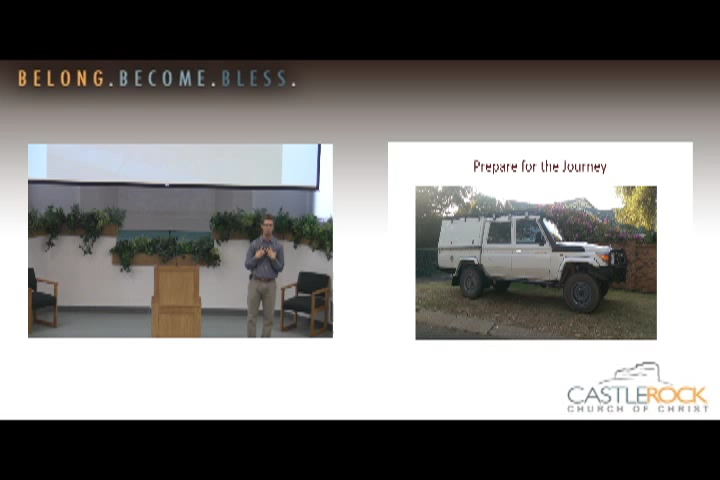 BELONG.BECOME.BLESS.
Prepare for the Journey
CASTLEROCK
CHURCH OF CHRIST